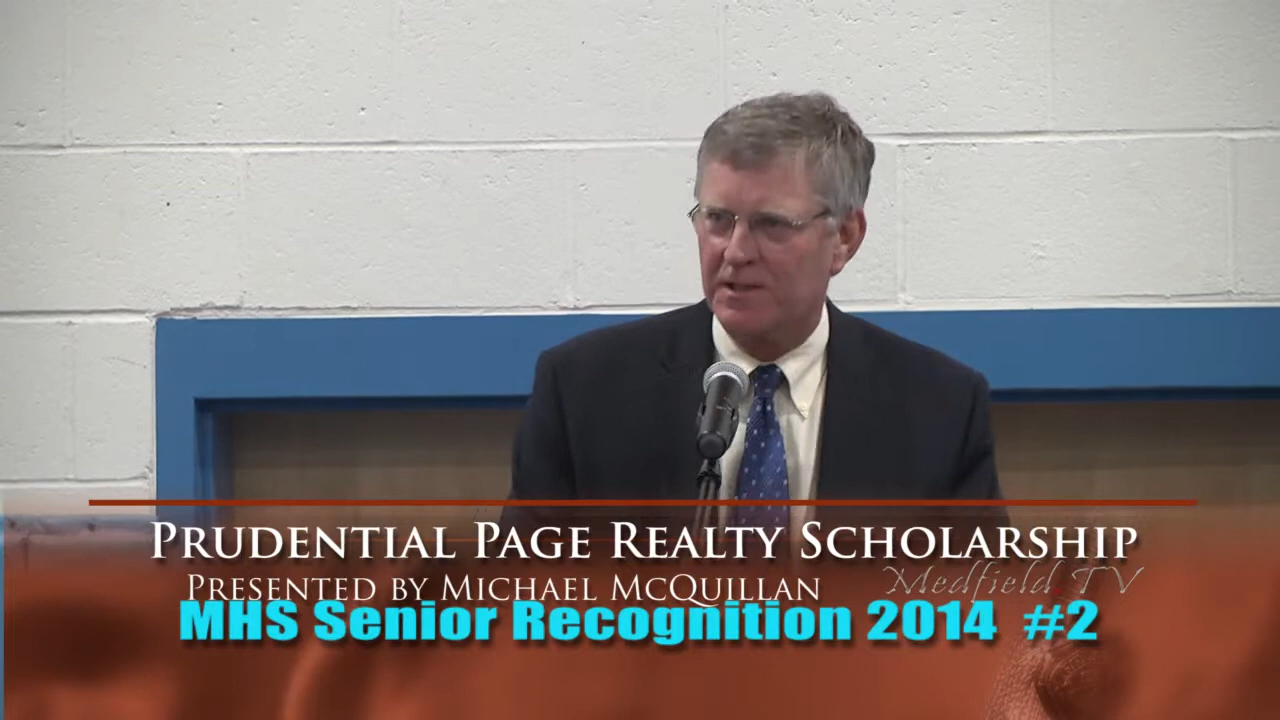 PRUDENTIAL PAGE REALTY SCHOLARSHIP
PRESENTED BY MICHAEL MCQUILLAN
Medfield TV
MHS Senior Recognition 2014 #2